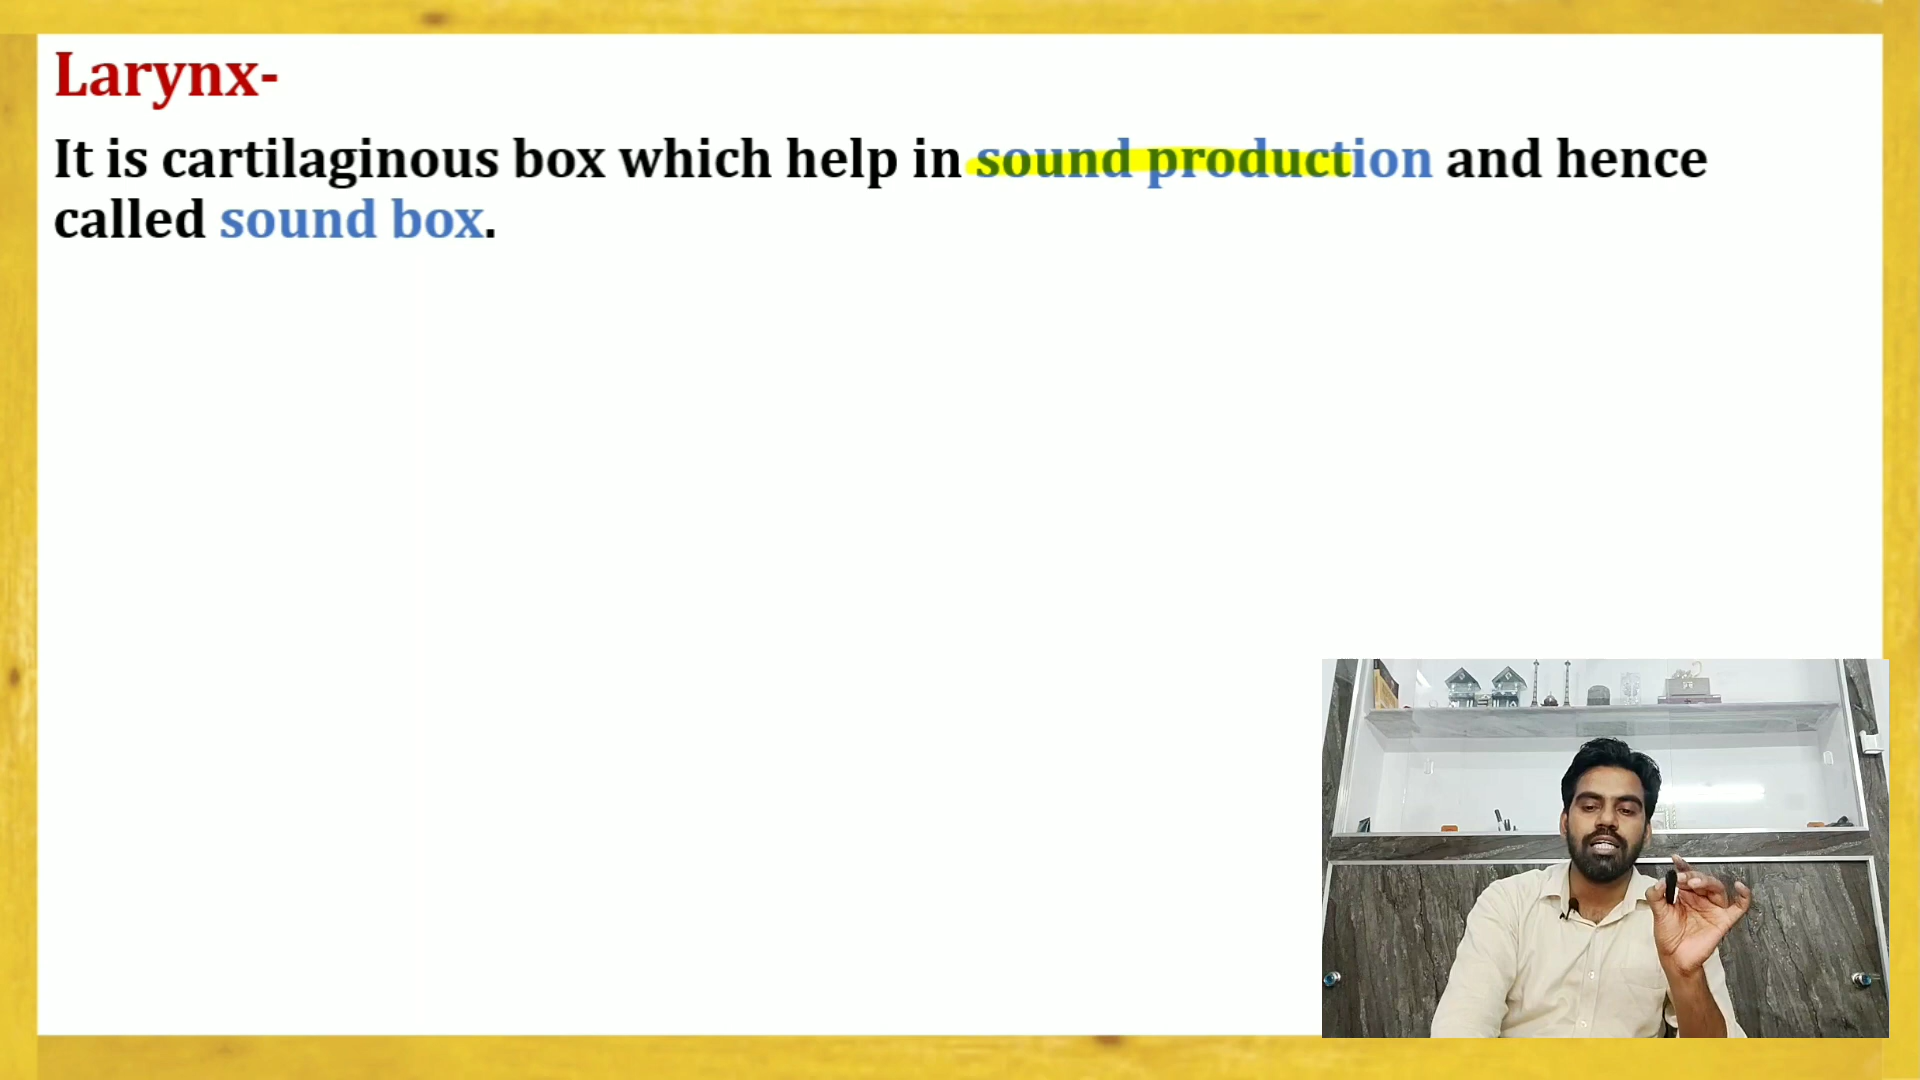 Larynx-
It is cartilaginous box which help in sound production and hence
called sound box.